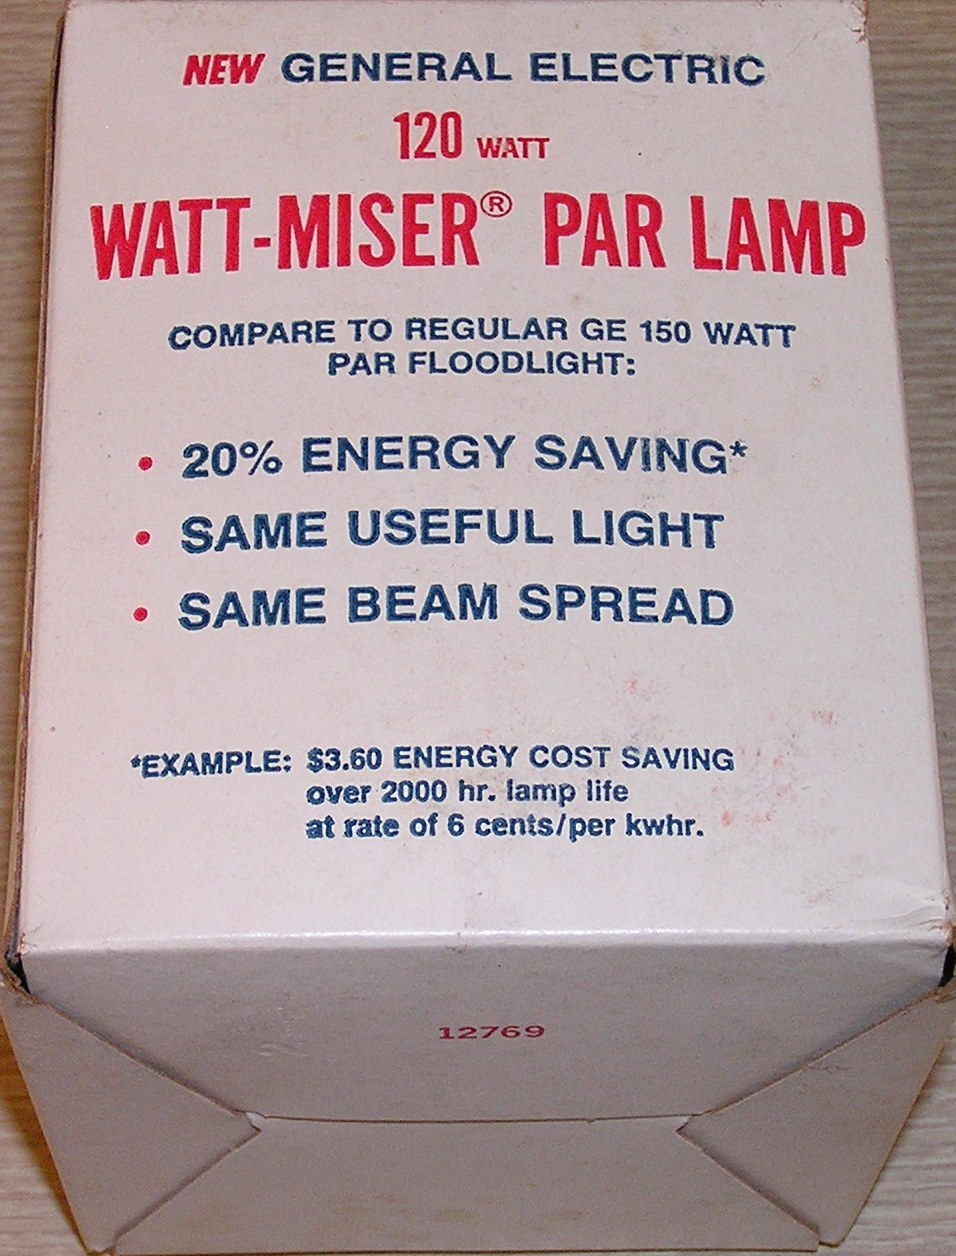 NEW GENERAL ELECTRIC
120 WATT
WATT-MISER® PAR LAMP
COMPARE TO REGULAR GE 150 WATT
PAR FLOODLIGHT:
• 20% ENERGY SAVING*
• SAME USEFUL LIGHT
• SAME BEAM SPREAD
*EXAMPLE: $3.60 ENERGY COST SAVING
over 2000 hr. lamp life
at rate of 6 cents/per kwhr.
12769